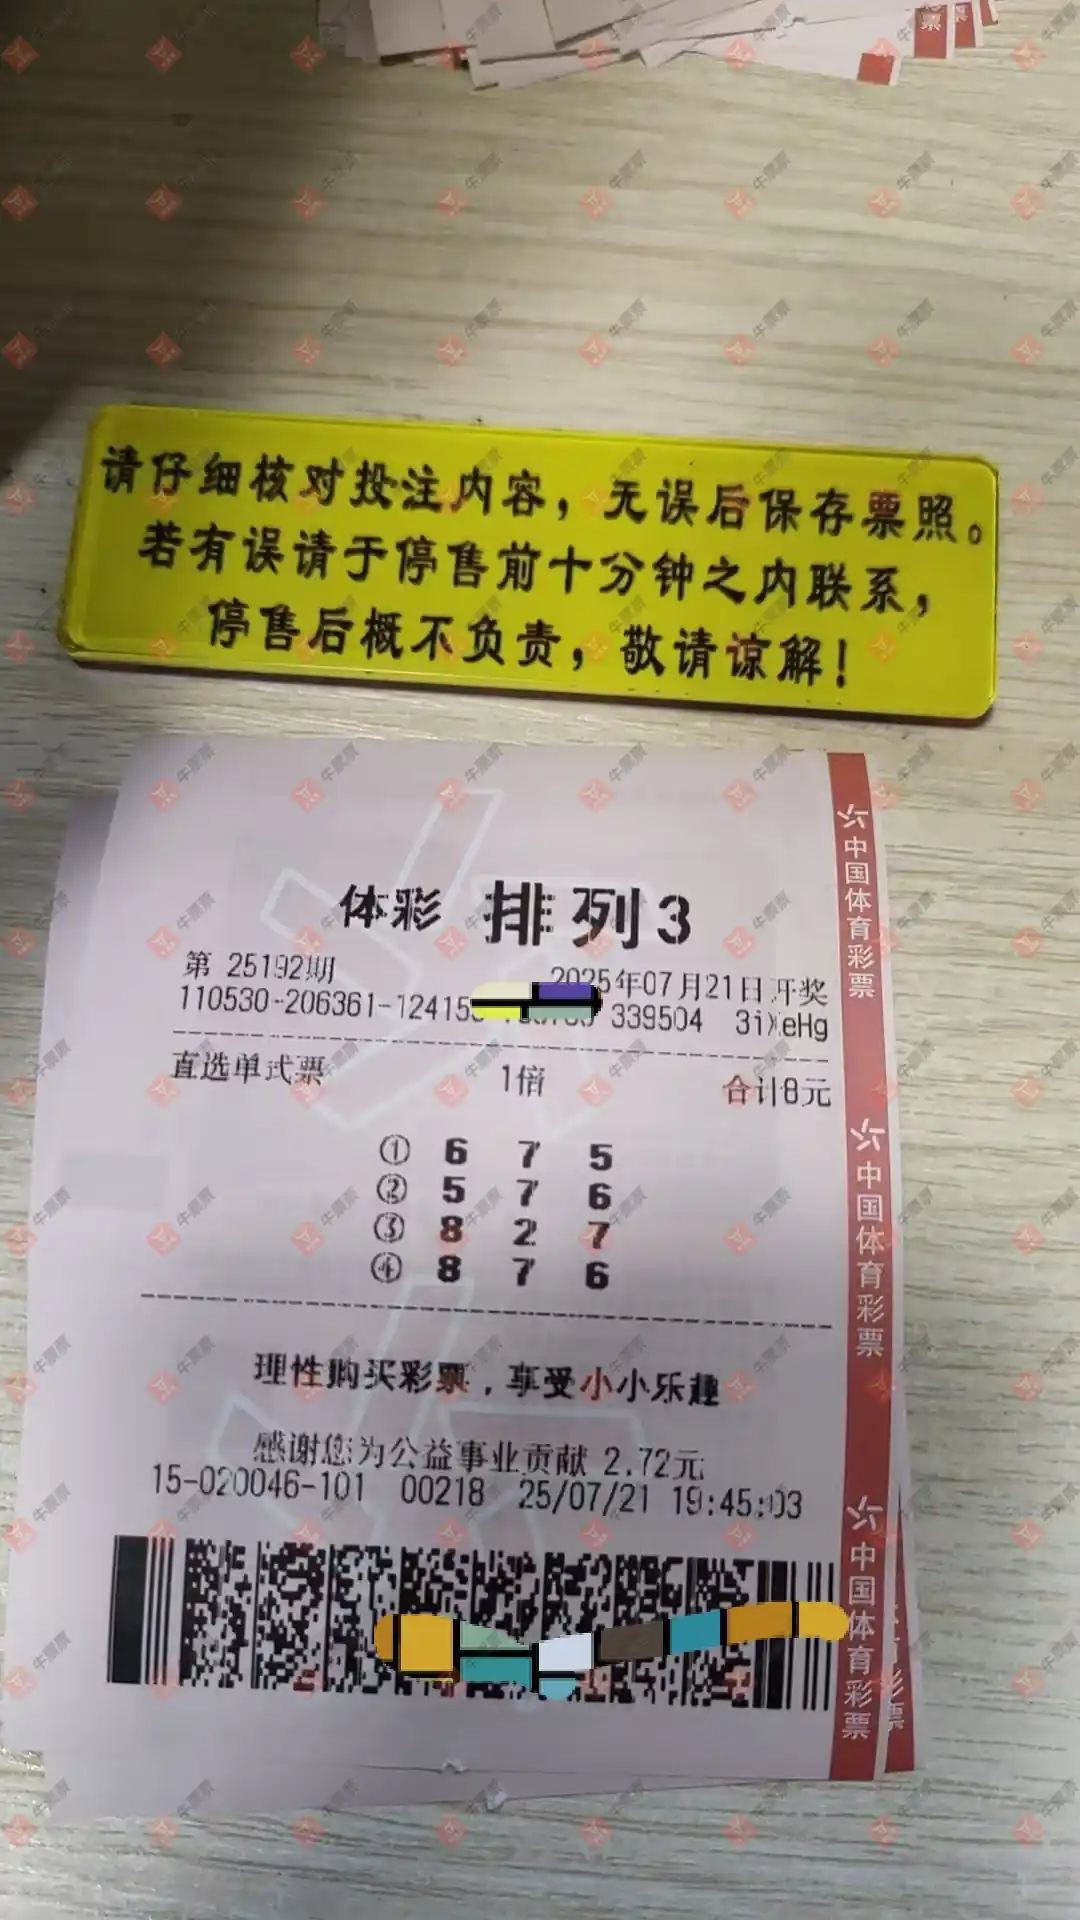 请仔细核对投注内容，无误后保存票照。
若有误请于停售前十分钟之内联系，
停售后概不负责，敬请谅解！
体彩 排列3
第 25192期 2025年07月21日开奖
110530-206361-12415 339504 3iXeHg
直选单式票 1倍 合计8元
① 6 7 5
② 5 7 6
③ 8 2 7
④ 8 7 6
理性购买彩票，享受小小乐趣
感谢您为公益事业贡献 2.72元
15-020046-101 00218 25/07/21 19:45:03
中国体育彩票
中国体育彩票
中国体育彩票
牛票票